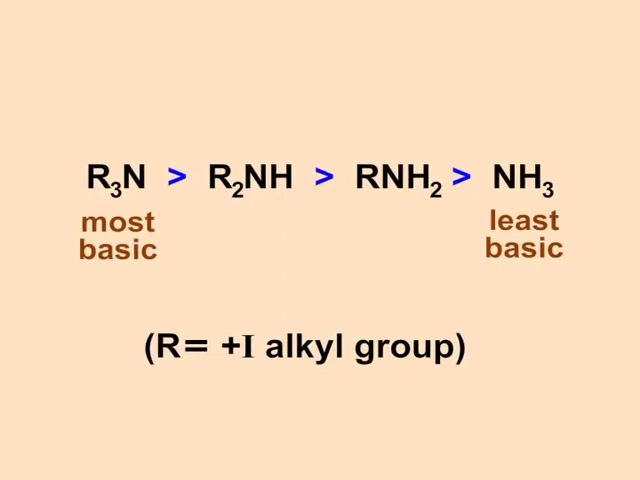 R₃N > R₂NH > RNH₂ > NH₃
most least
basic basic
(R= +I alkyl group)